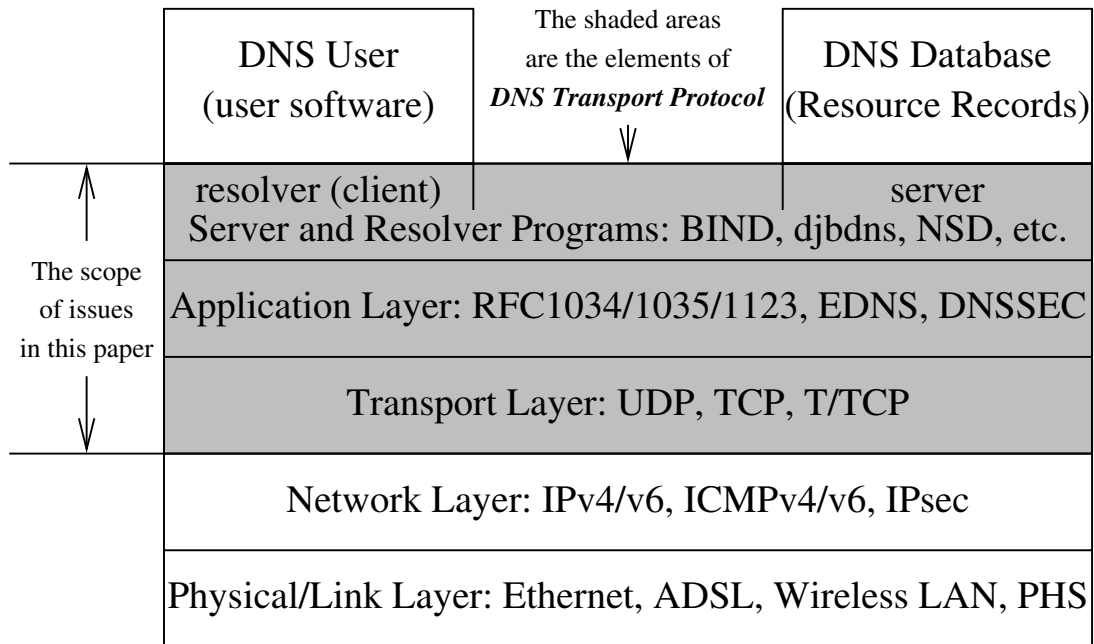 DNS User
(user software)
The shaded areas
are the elements of
DNS Transport Protocol
DNS Database
(Resource Records)
The scope
of issues
in this paper
resolver (client)
server
Server and Resolver Programs: BIND, djbdns, NSD, etc.
Application Layer: RFC1034/1035/1123, EDNS, DNSSEC
Transport Layer: UDP, TCP, T/TCP
Network Layer: IPv4/v6, ICMPv4/v6, IPsec
Physical/Link Layer: Ethernet, ADSL, Wireless LAN, PHS